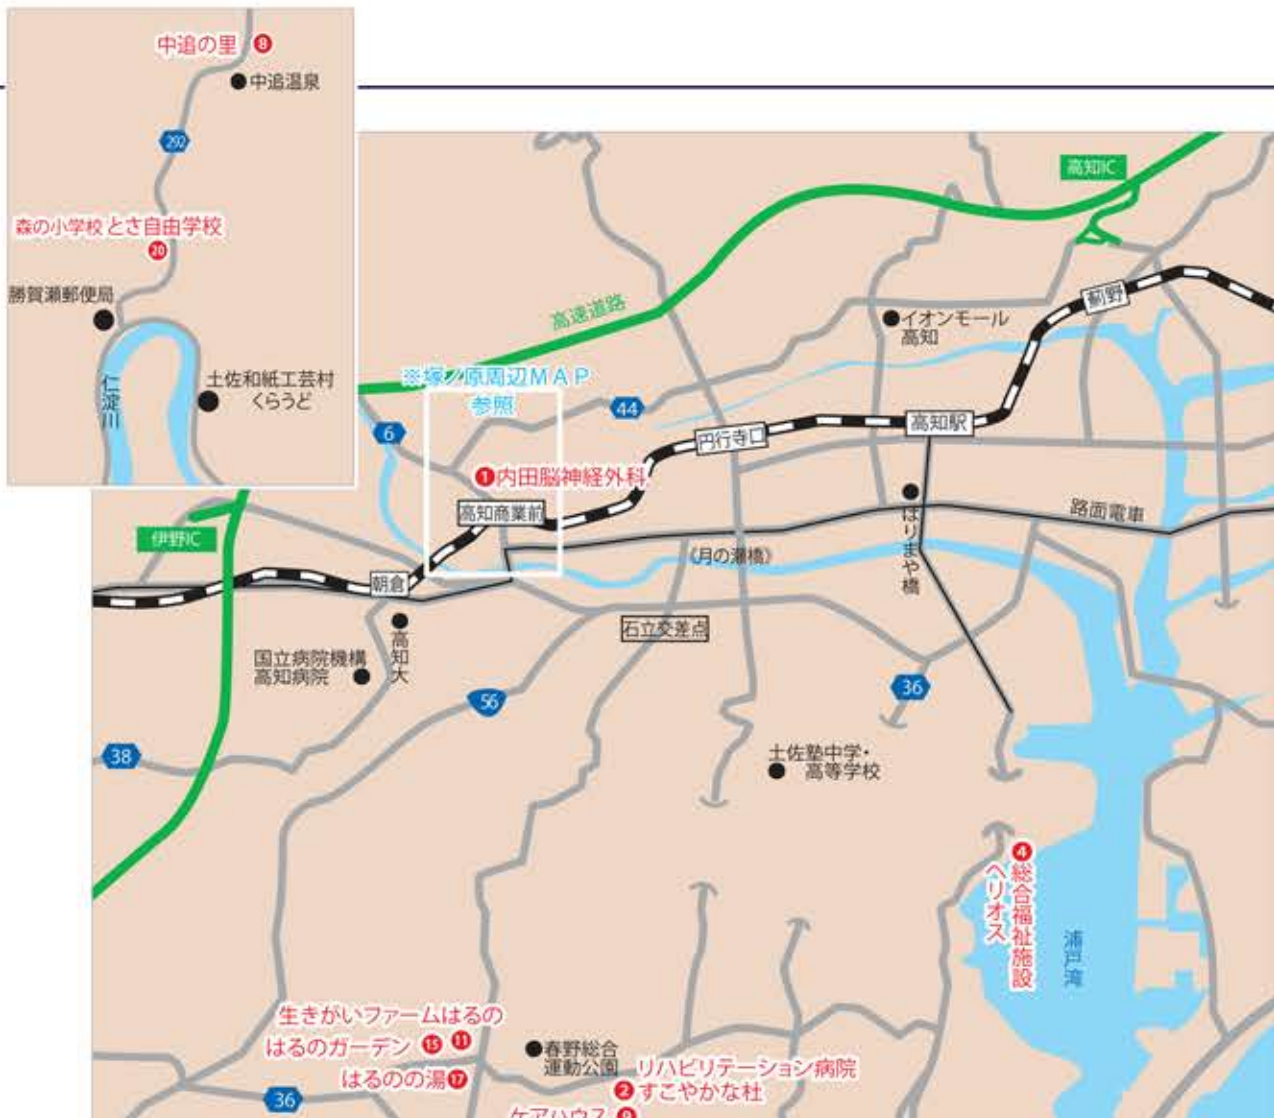 中追の里 8
中追温泉
292
森の小学校 とさ自由学校
20
勝賀瀬郵便局
仁淀川
土佐和紙工芸村
くらうど
高知IC
薊野
高速道路
イオンモール
高知
※塚ノ原周辺MAP
参照
44
6
円行寺口
高知駅
1 内田脳神経外科
高知商業前
はりまや橋
路面電車
伊野IC
《月の瀬橋》
朝倉
石立交差点
高知大
国立病院機構
高知病院
56
36
38
土佐塾中学・
高等学校
4 総合福祉施設
ヘリオス
浦戸湾
生きがいファームはるの
はるのガーデン 15 11
はるのの湯 17
春野総合
運動公園
リハビリテーション病院
2 すこやかな杜
36
ケアハウス 9